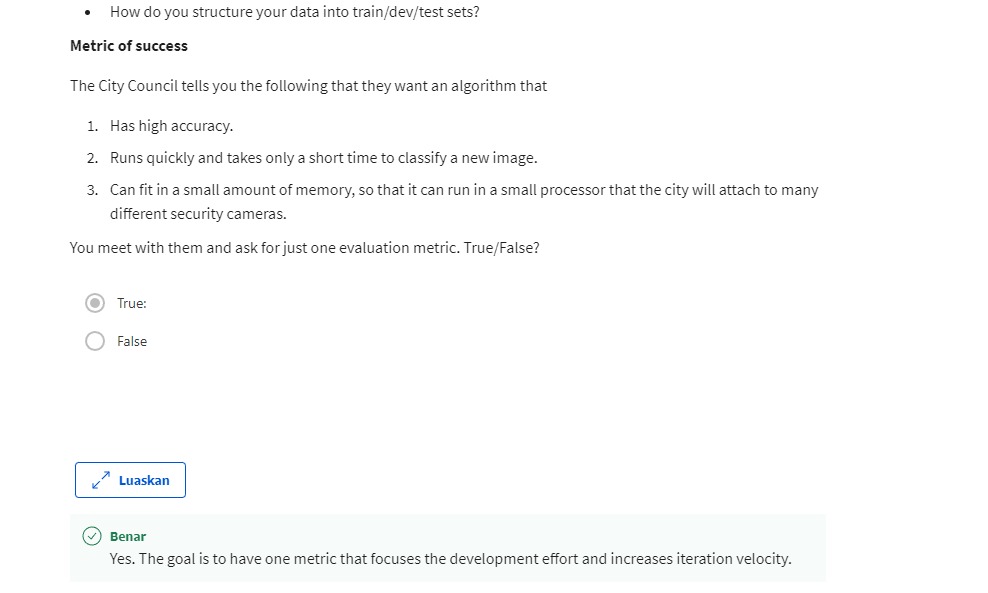 • How do you structure your data into train/dev/test sets?
Metric of success
The City Council tells you the following that they want an algorithm that
1. Has high accuracy.
2. Runs quickly and takes only a short time to classify a new image.
3. Can fit in a small amount of memory, so that it can run in a small processor that the city will attach to many
different security cameras.
You meet with them and ask for just one evaluation metric. True/False?
True:
False
Luaskan
Benar
Yes. The goal is to have one metric that focuses the development effort and increases iteration velocity.